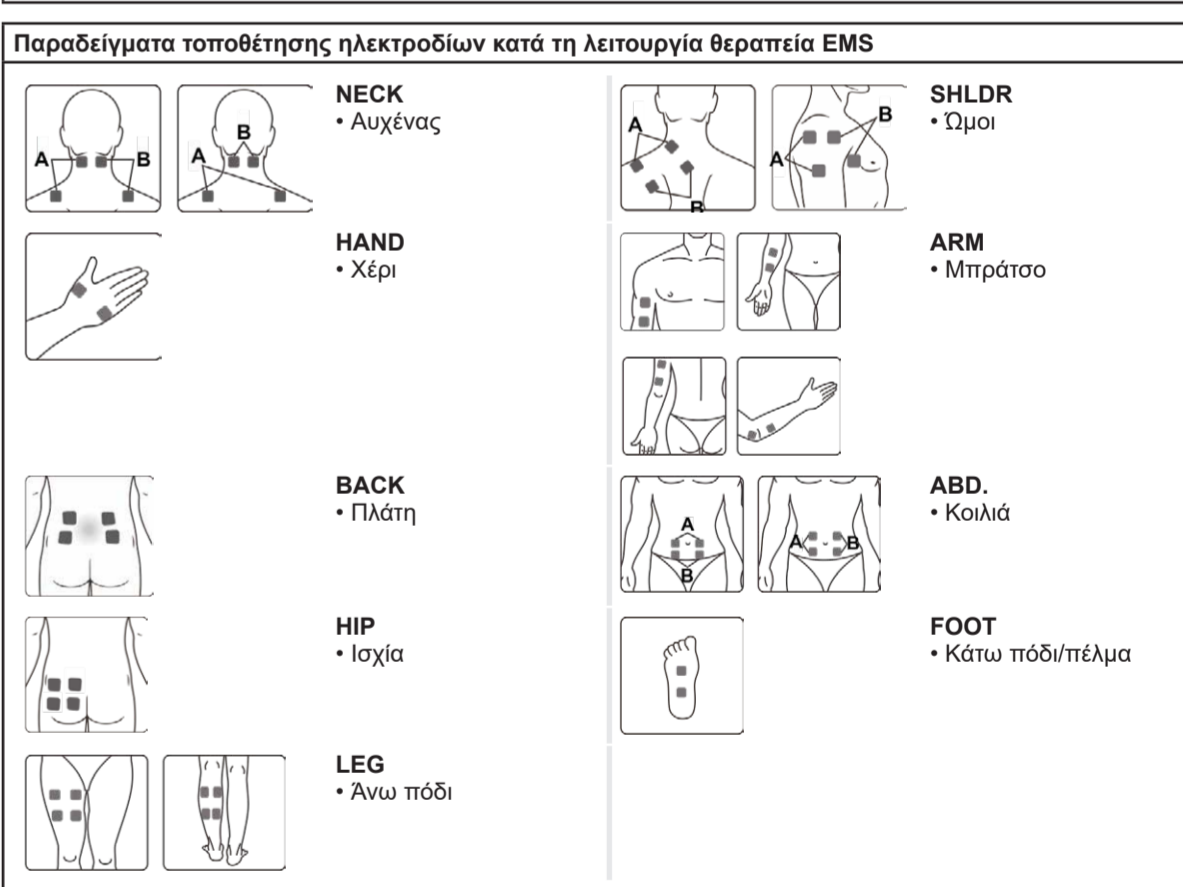 Παραδείγματα τοποθέτησης ηλεκτροδίων κατά τη λειτουργία θεραπεία EMS
A B
B
A
NECK
• Αυχένας
A
B
B
A
SHLDR
• Ώμοι
HAND
• Χέρι
ARM
• Μπράτσο
BACK
• Πλάτη
A
B
A B
ABD.
• Κοιλιά
HIP
• Ισχία
FOOT
• Κάτω πόδι/πέλμα
LEG
• Άνω πόδι